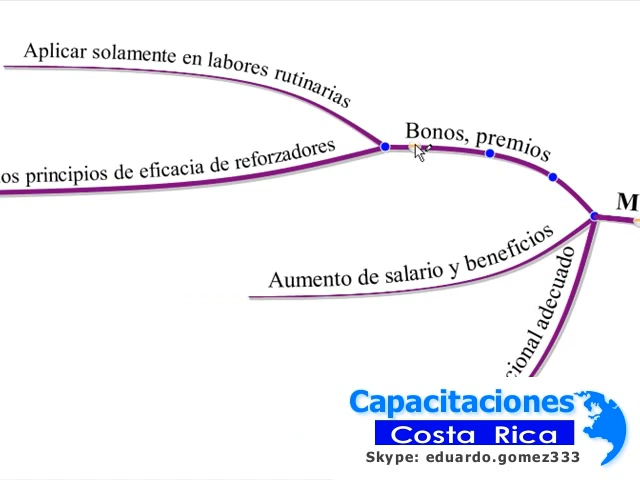 Aplicar solamente en labores rutinarias
Bonos, premios
os principios de eficacia de reforzadores
M
Aumento de salario y beneficios
cional adecuado
Capacitaciones
Costa Rica
Skype: eduardo.gomez333